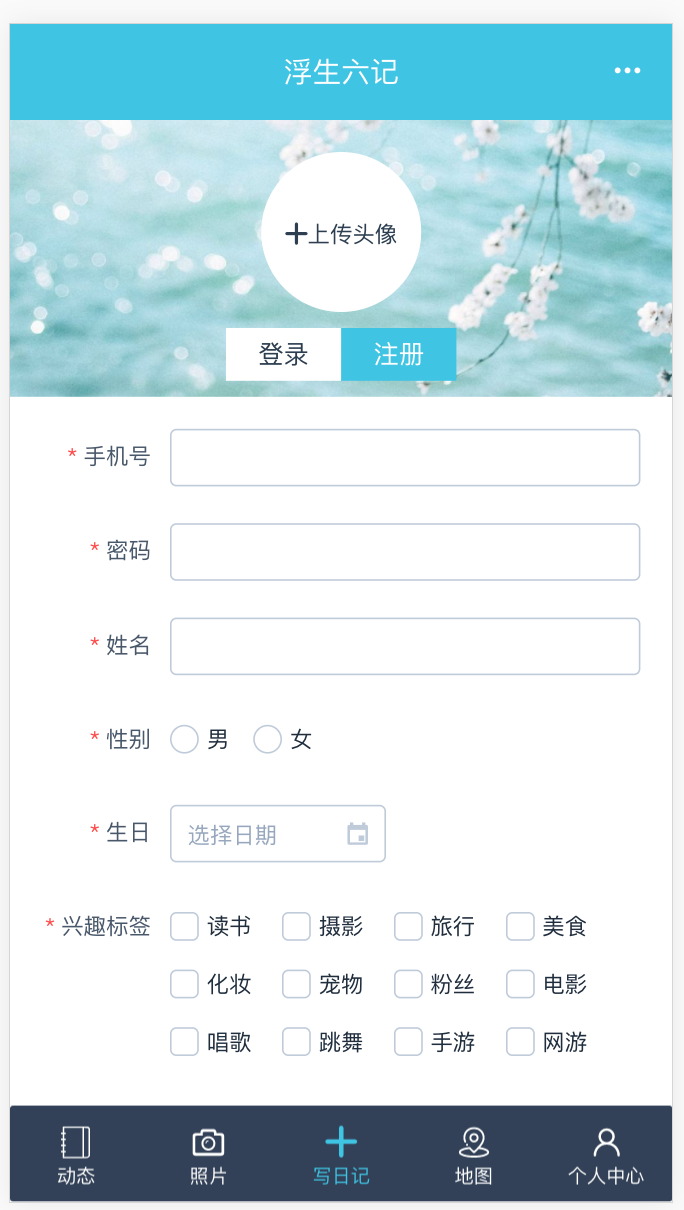 浮生六记
上传头像
登录 注册
* 手机号
* 密码
* 姓名
* 性别 男 女
* 生日 选择日期
* 兴趣标签 读书 摄影 旅行 美食
化妆 宠物 粉丝 电影
唱歌 跳舞 手游 网游
动态 照片 写日记 地图 个人中心